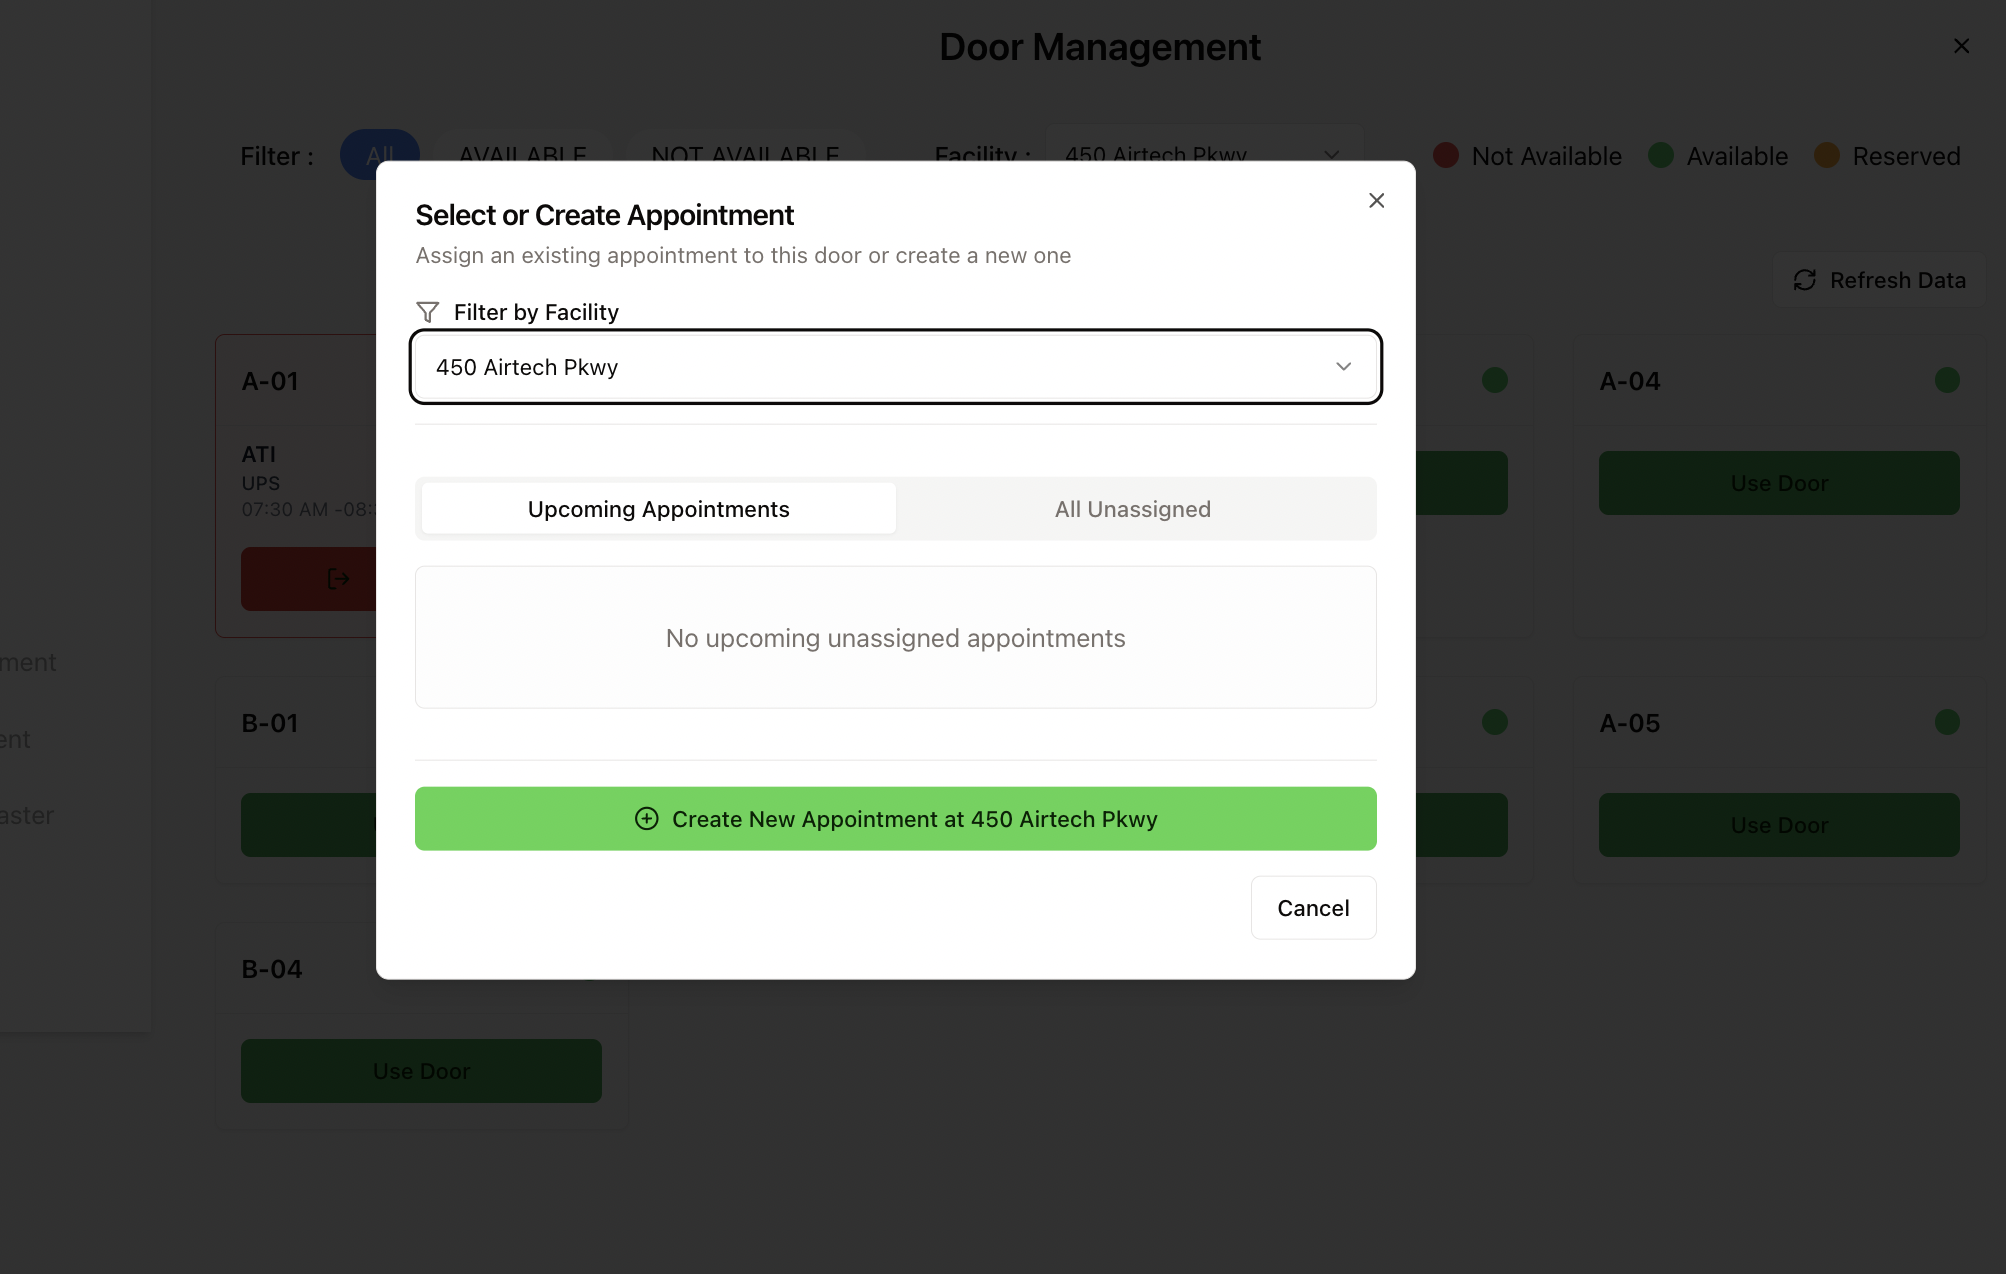 Door Management
Filter :
All
AVAILABLE
NOT AVAILABLE
Facility :
450 Airtech Pkwy
Not Available
Available
Reserved
Refresh Data
Select or Create Appointment
Assign an existing appointment to this door or create a new one
Filter by Facility
450 Airtech Pkwy
Upcoming Appointments
All Unassigned
No upcoming unassigned appointments
Create New Appointment at 450 Airtech Pkwy
Cancel
A-01
ATI
UPS
07:30 AM -08:
A-04
Use Door
B-01
A-05
Use Door
B-04
Use Door
ment
ent
aster